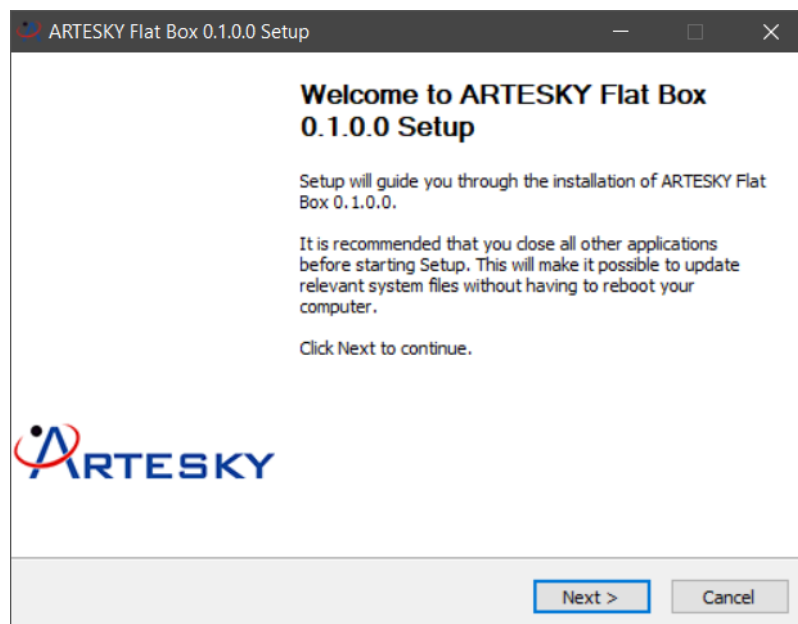 ARTESKY Flat Box 0.1.0.0 Setup
Welcome to ARTESKY Flat Box
0.1.0.0 Setup
Setup will guide you through the installation of ARTESKY Flat
Box 0.1.0.0.
It is recommended that you close all other applications
before starting Setup. This will make it possible to update
relevant system files without having to reboot your
computer.
Click Next to continue.
ARTESKY
Next >
Cancel